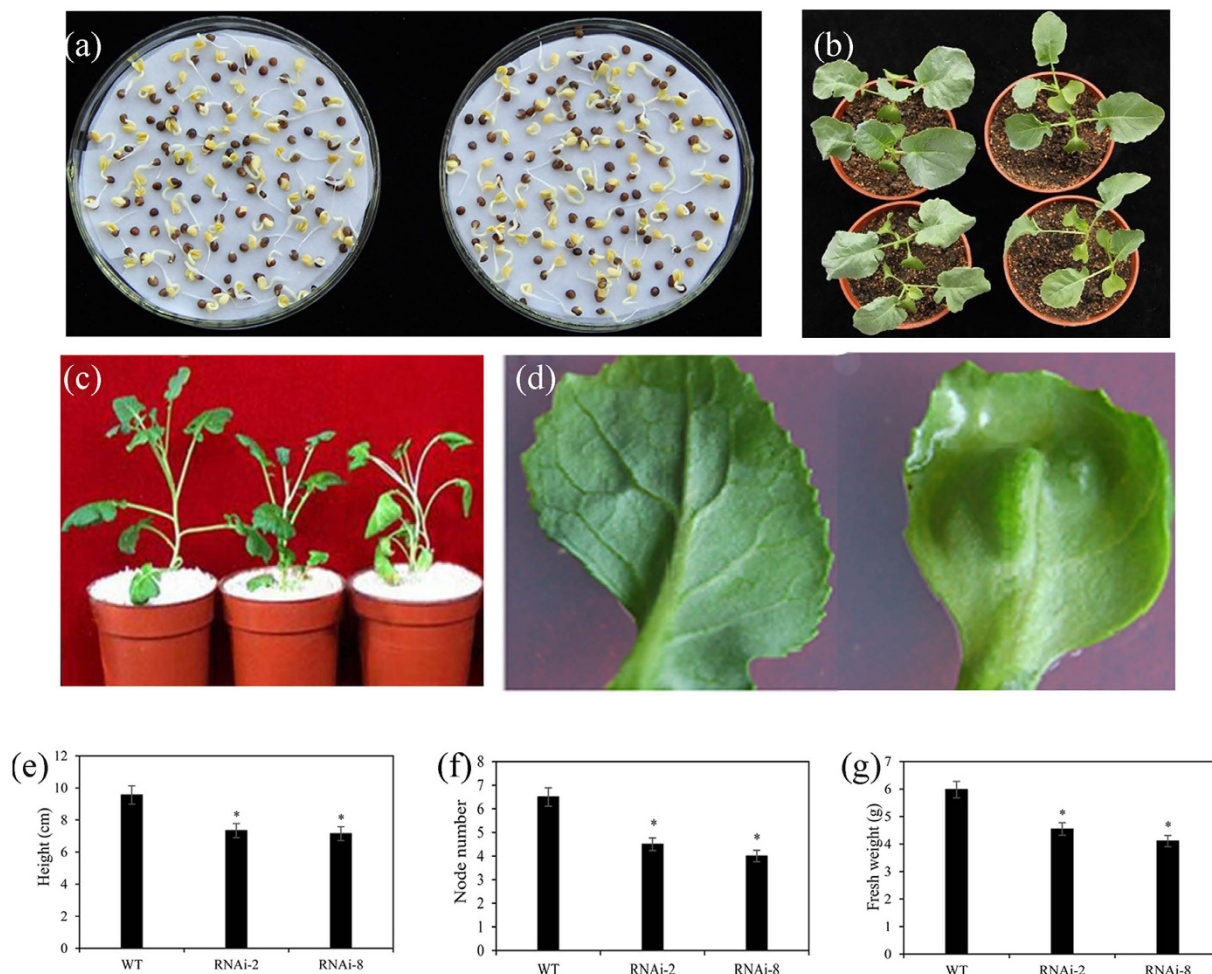 (a)
(b)
(c)
(d)
(e)
Height (cm)
12
10
8
6
4
2
0
WT RNAi-2 RNAi-8
* *
(f)
Node number
8
7
6
5
4
3
2
1
0
WT RNAi-2 RNAi-8
* *
(g)
Fresh weight (g)
7
6
5
4
3
2
1
0
WT RNAi-2 RNAi-8
* *